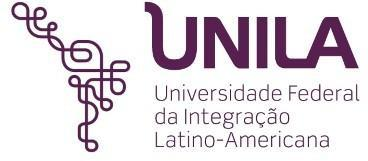 UNILA
Universidade Federal
da Integração
Latino-Americana